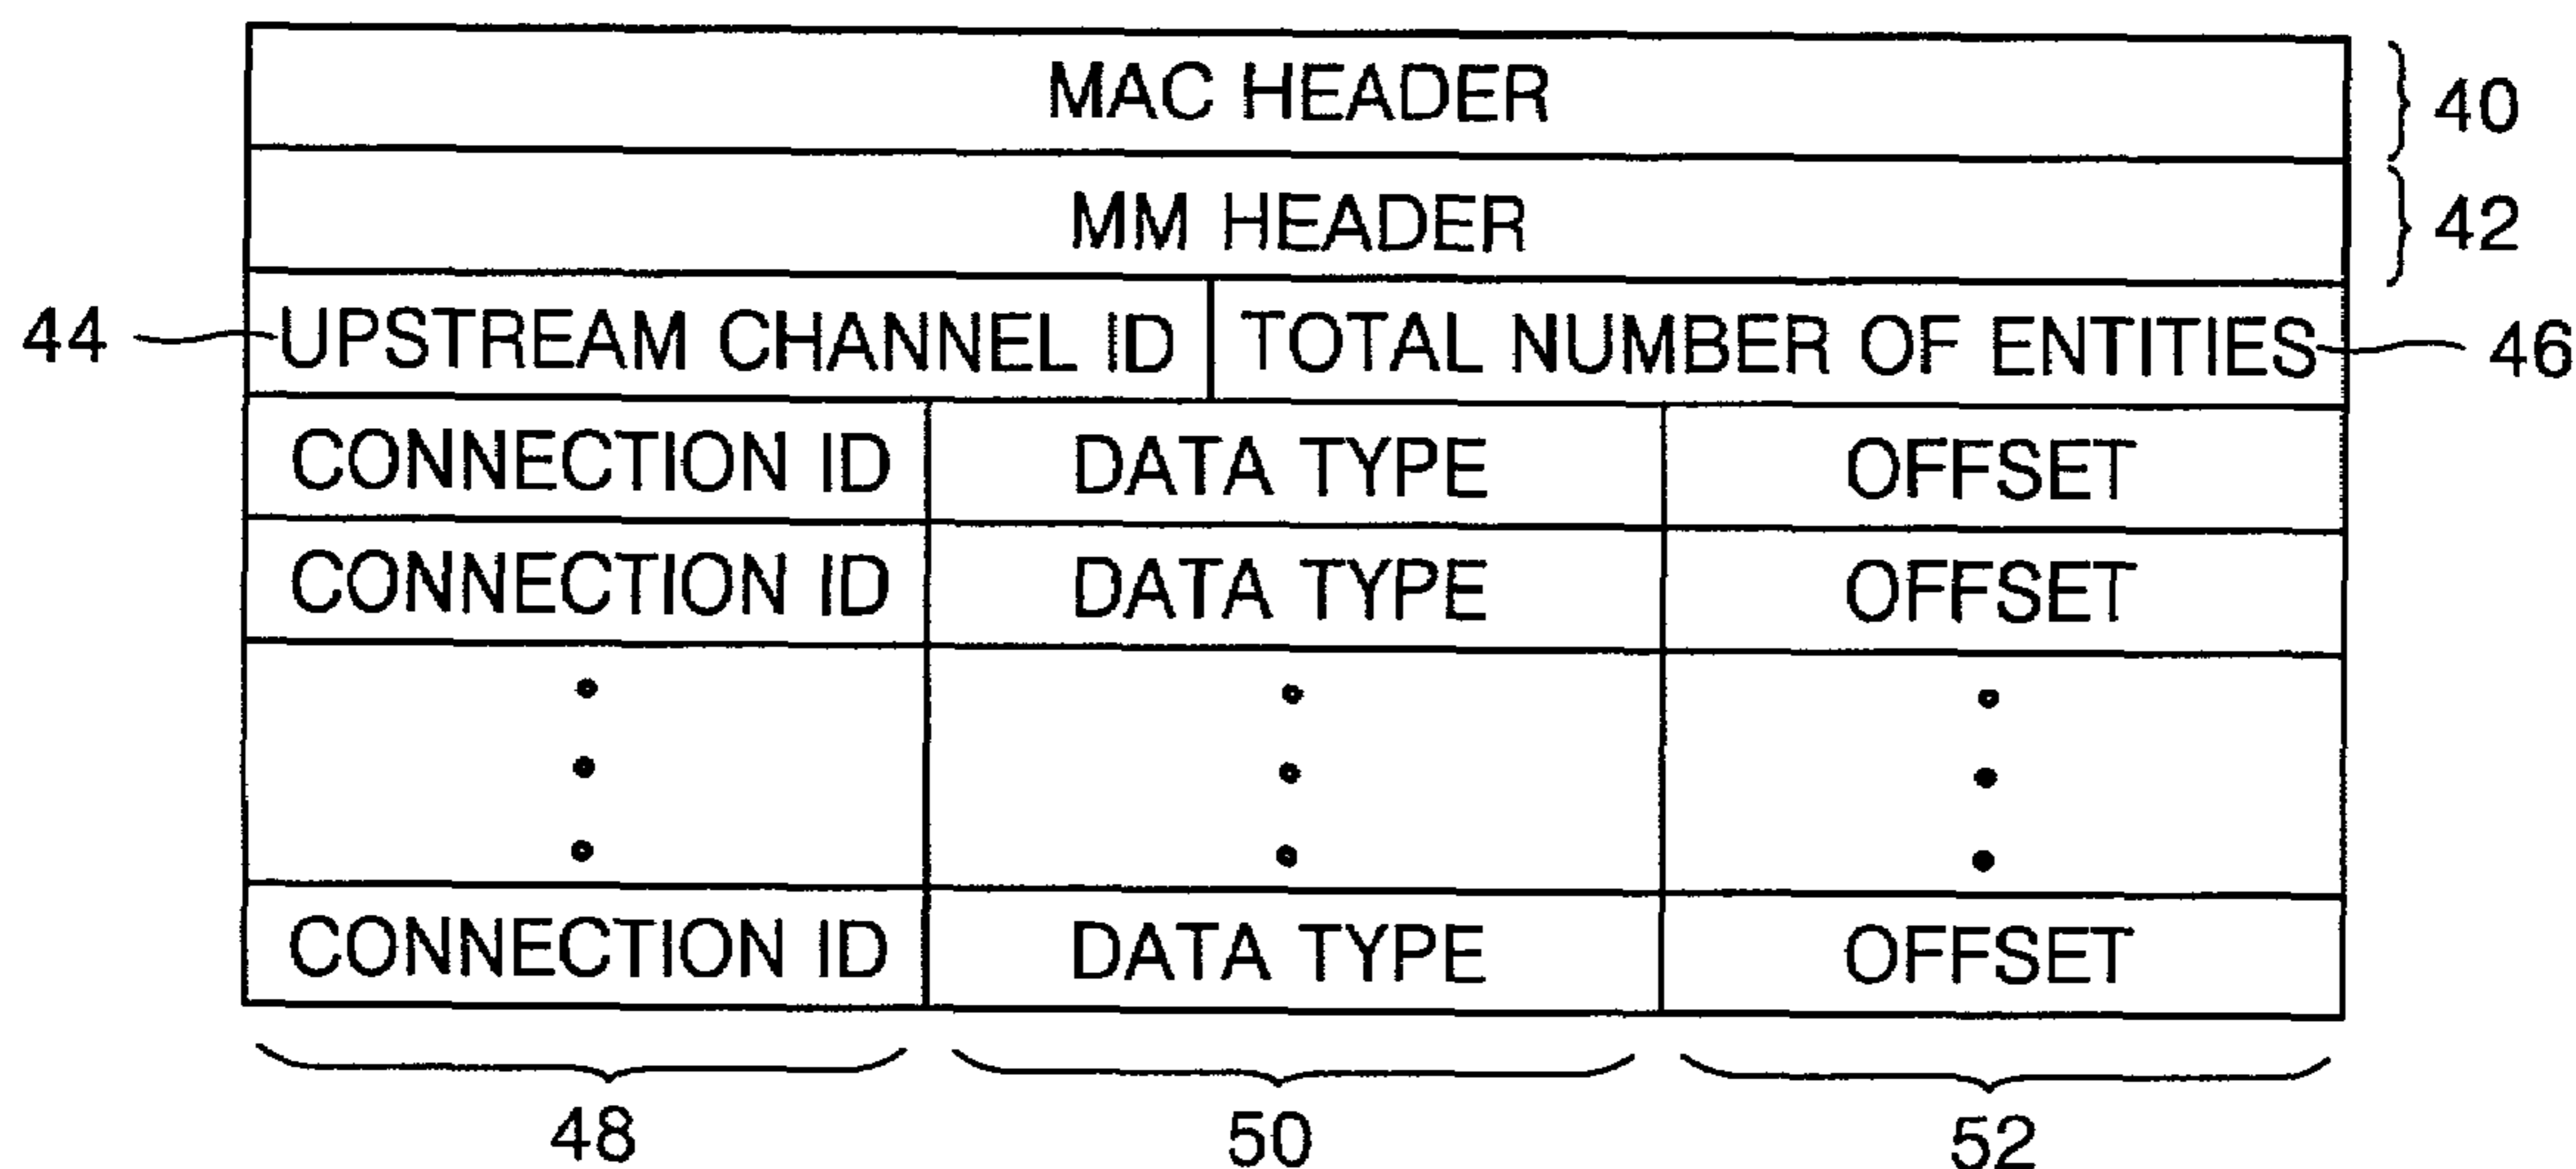 MAC HEADER 40
MM HEADER 42
44 UPSTREAM CHANNEL ID TOTAL NUMBER OF ENTITIES 46
CONNECTION ID DATA TYPE OFFSET
CONNECTION ID DATA TYPE OFFSET
CONNECTION ID DATA TYPE OFFSET
48 50 52